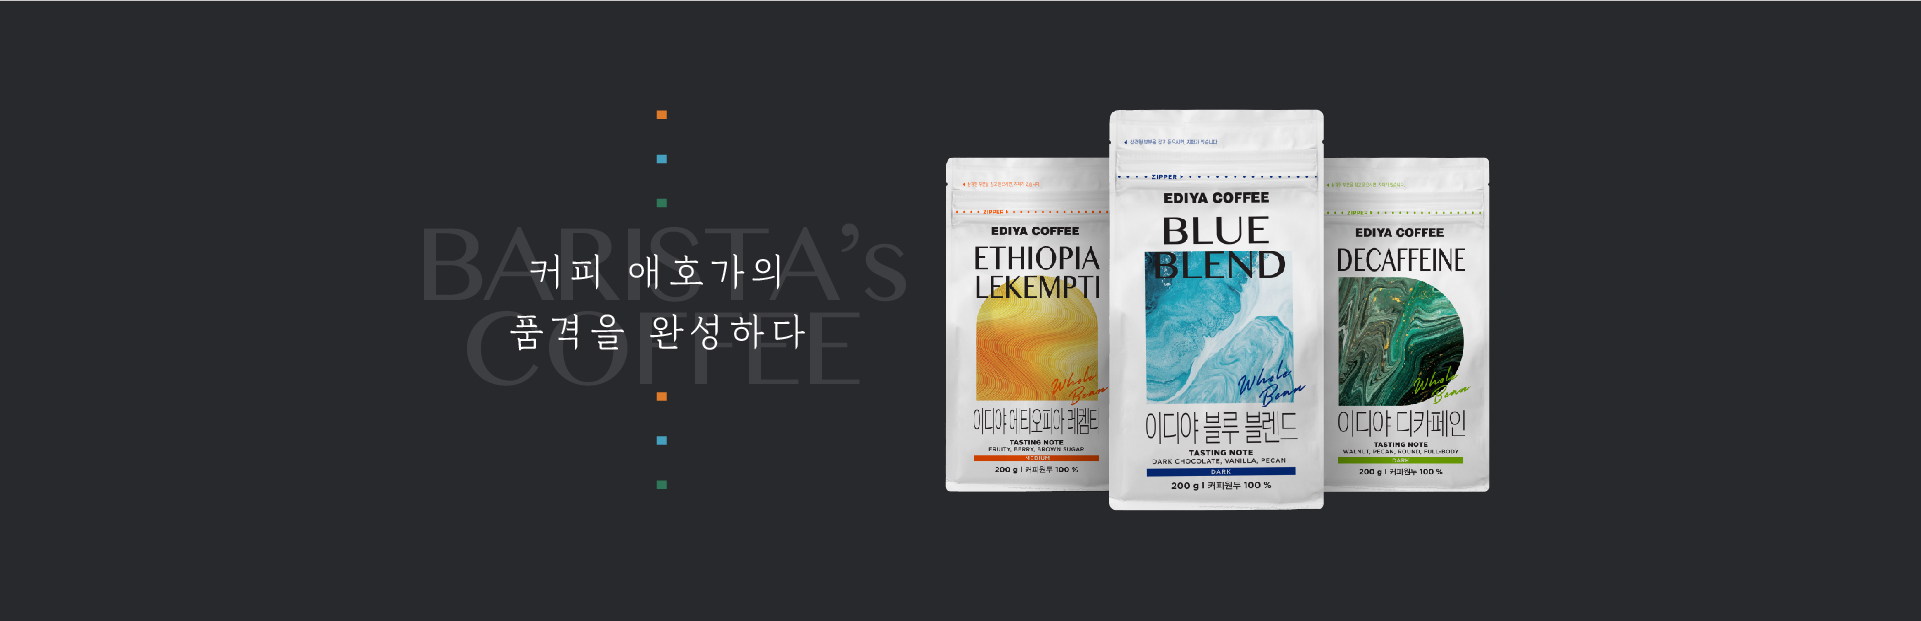 BARISTA's
COFFEE
커피 애호가의
품격을 완성하다
ZIPPER
EDIYA COFFEE
ETHIOPIA
LEKEMPTI
Whole
Bean
이디야 에티오피아 레켐티
TASTING NOTE
FRUITY, BERRY, BROWN SUGAR
MEDIUM
200 g | 커피원두 100 %
ZIPPER
EDIYA COFFEE
BLUE
BLEND
Whole
Bean
이디야 블루 블렌드
TASTING NOTE
DARK CHOCOLATE, VANILLA, PECAN
DARK
200 g | 커피원두 100 %
ZIPPER
EDIYA COFFEE
DECAFFEINE
Whole
Bean
이디야 디카페인
TASTING NOTE
WALNUT, PECAN, ROUND, FULL-BODY
DARK
200 g | 커피원두 100 %